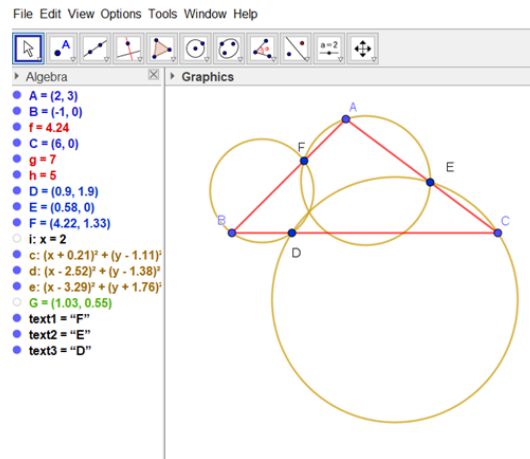 File Edit View Options Tools Window Help
A
a=2
Algebra
Graphics
A = (2, 3)
B = (-1, 0)
f = 4.24
C = (6, 0)
g = 7
h = 5
D = (0.9, 1.9)
E = (0.58, 0)
F = (4.22, 1.33)
i: x = 2
c: (x + 0.21)² + (y - 1.11)²
d: (x - 2.52)² + (y - 1.38)²
e: (x - 3.29)² + (y + 1.76)²
G = (1.03, 0.55)
text1 = "F"
text2 = "E"
text3 = "D"
A
F
E
B
C
D